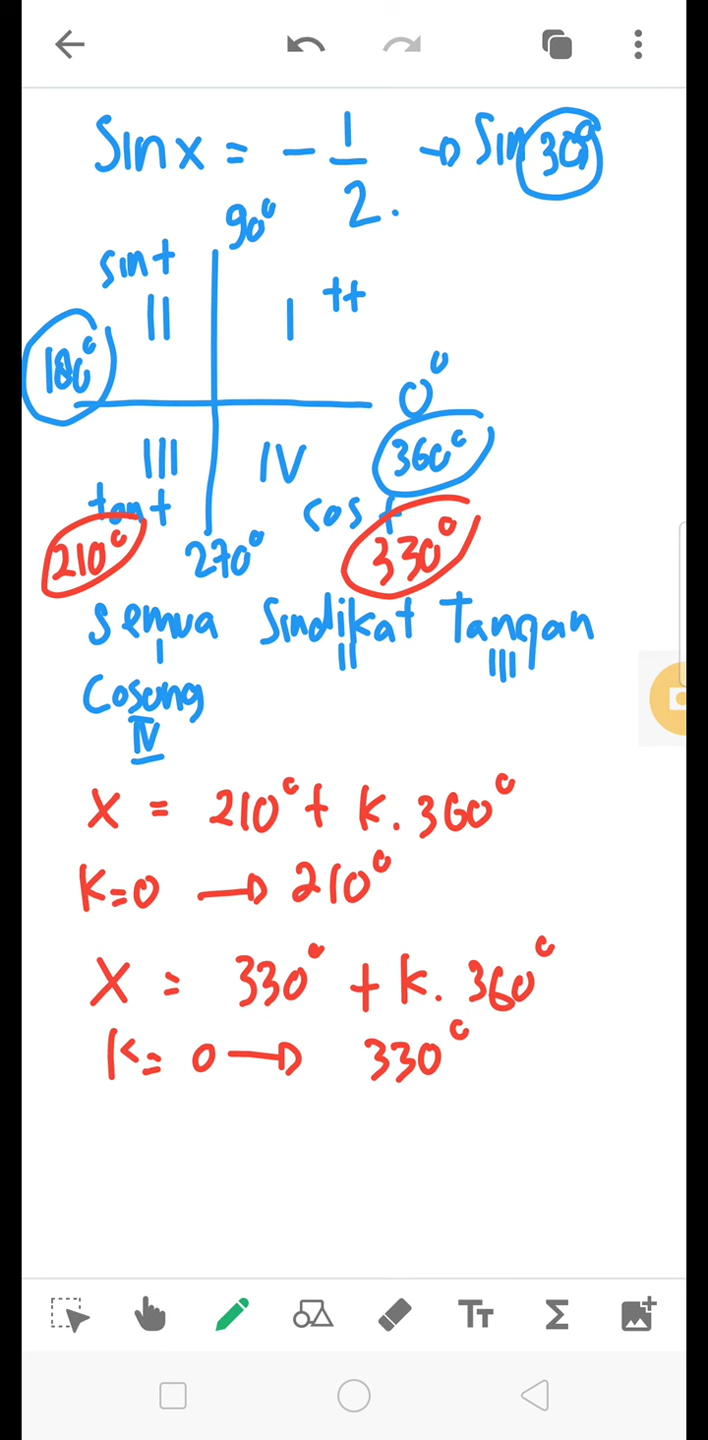 Sin x = - 1/2. → Sin 30°
90°
sin +
II
I ++
180°
0°
360°
III
IV
tan +
cos +
210°
270°
330°
Semua Sindikat Tangan
I II III
Cosong
IV
X = 210° + K. 360°
K=0 → 210°
X = 330° + K. 360°
K= 0 → 330°
Tт
Σ